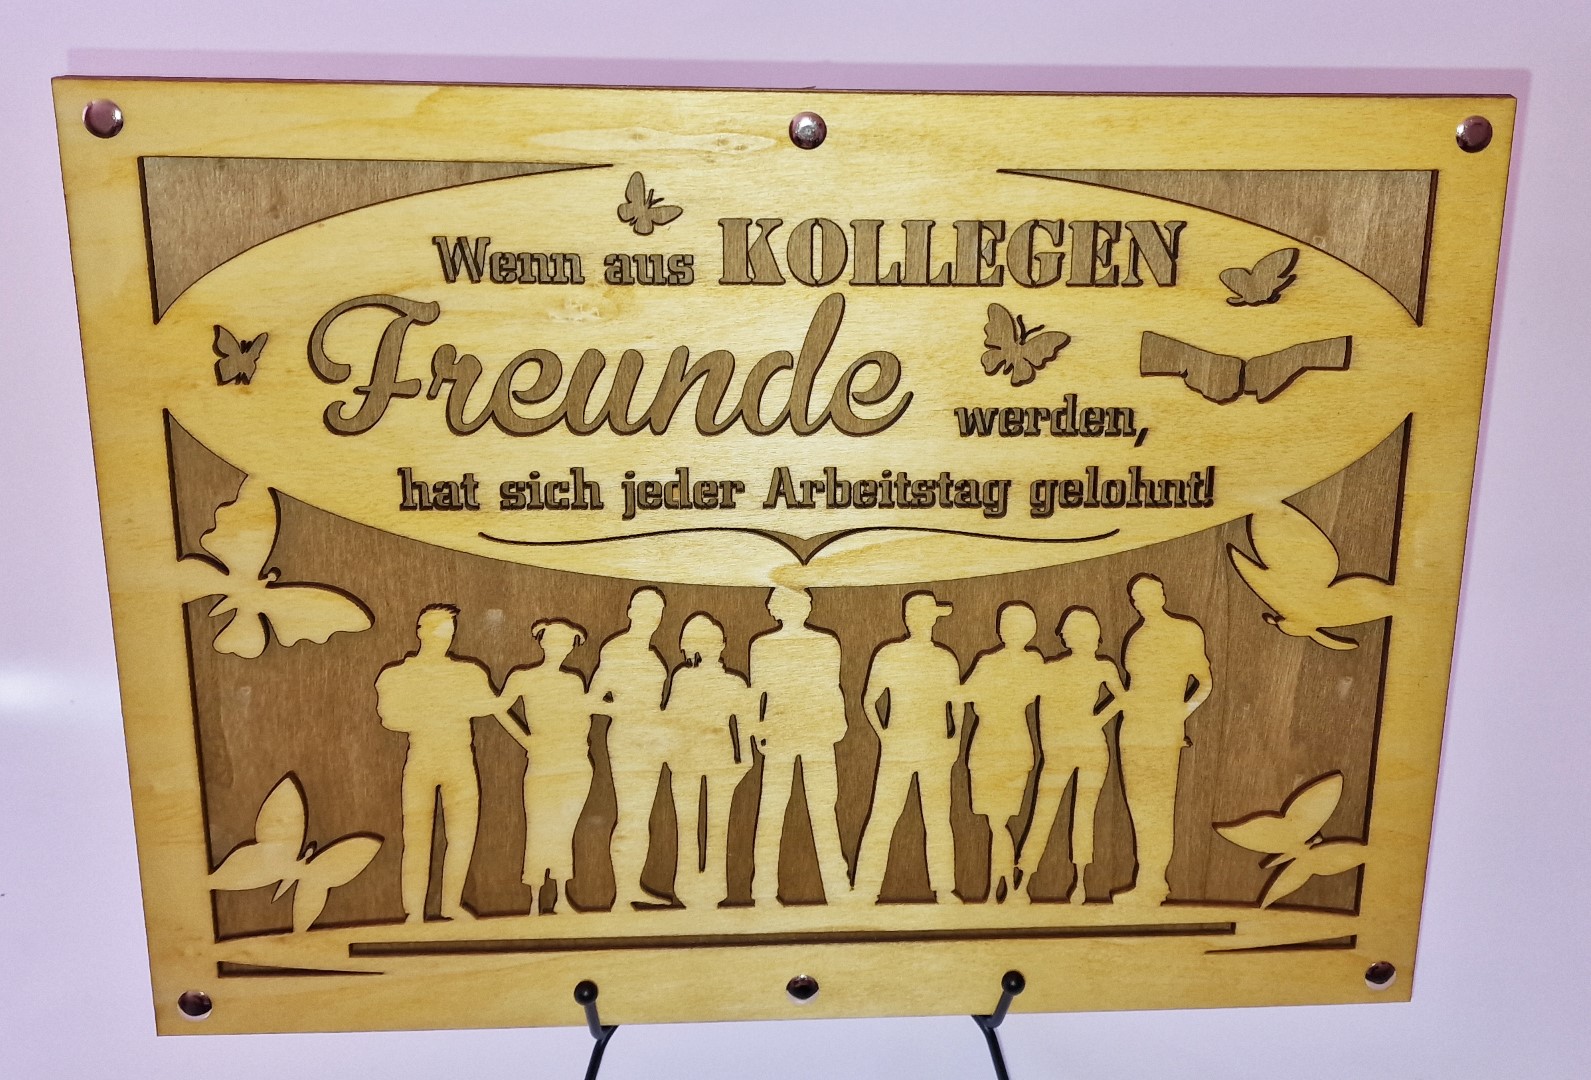 Wenn aus KOLLEGEN
Freunde werden,
hat sich jeder Arbeitstag gelohnt!